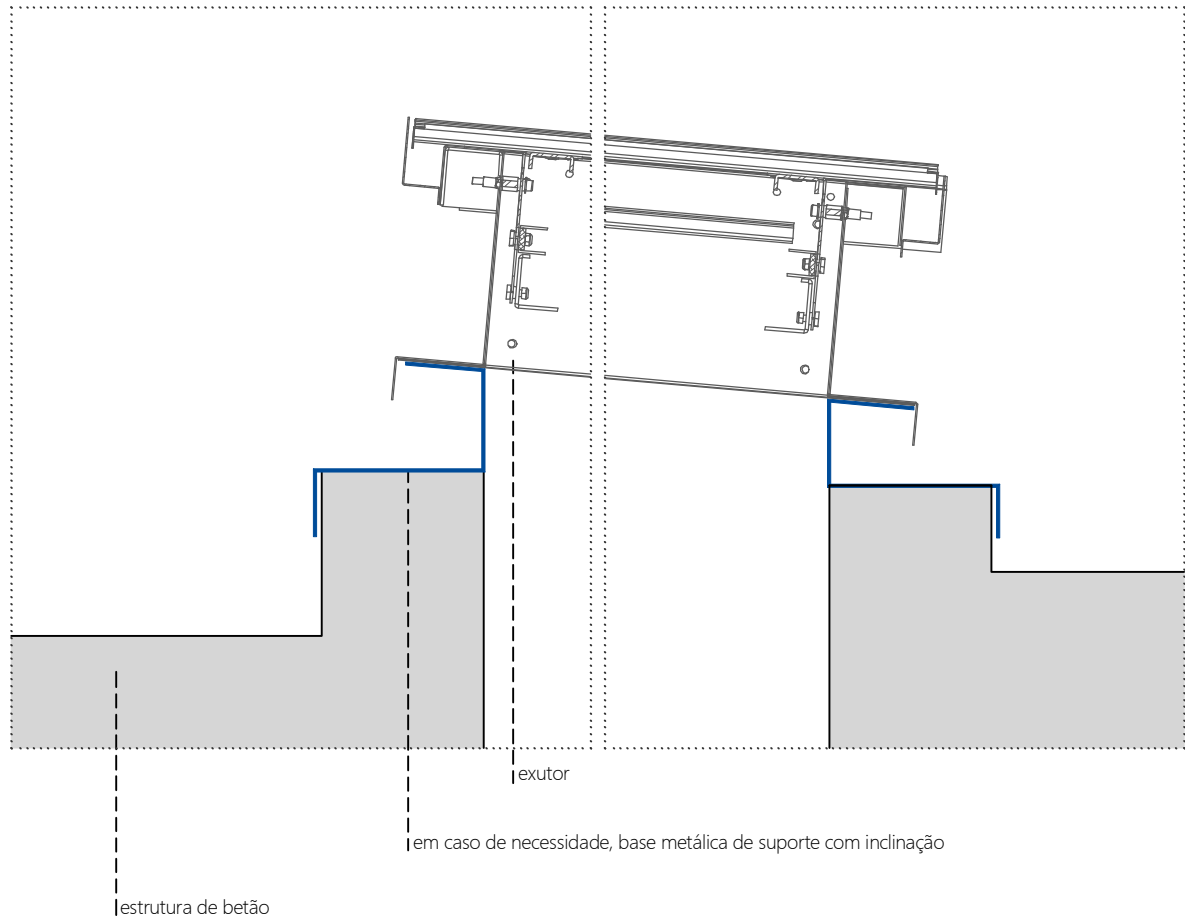 exutor
em caso de necessidade, base metálica de suporte com inclinação
estrutura de betão